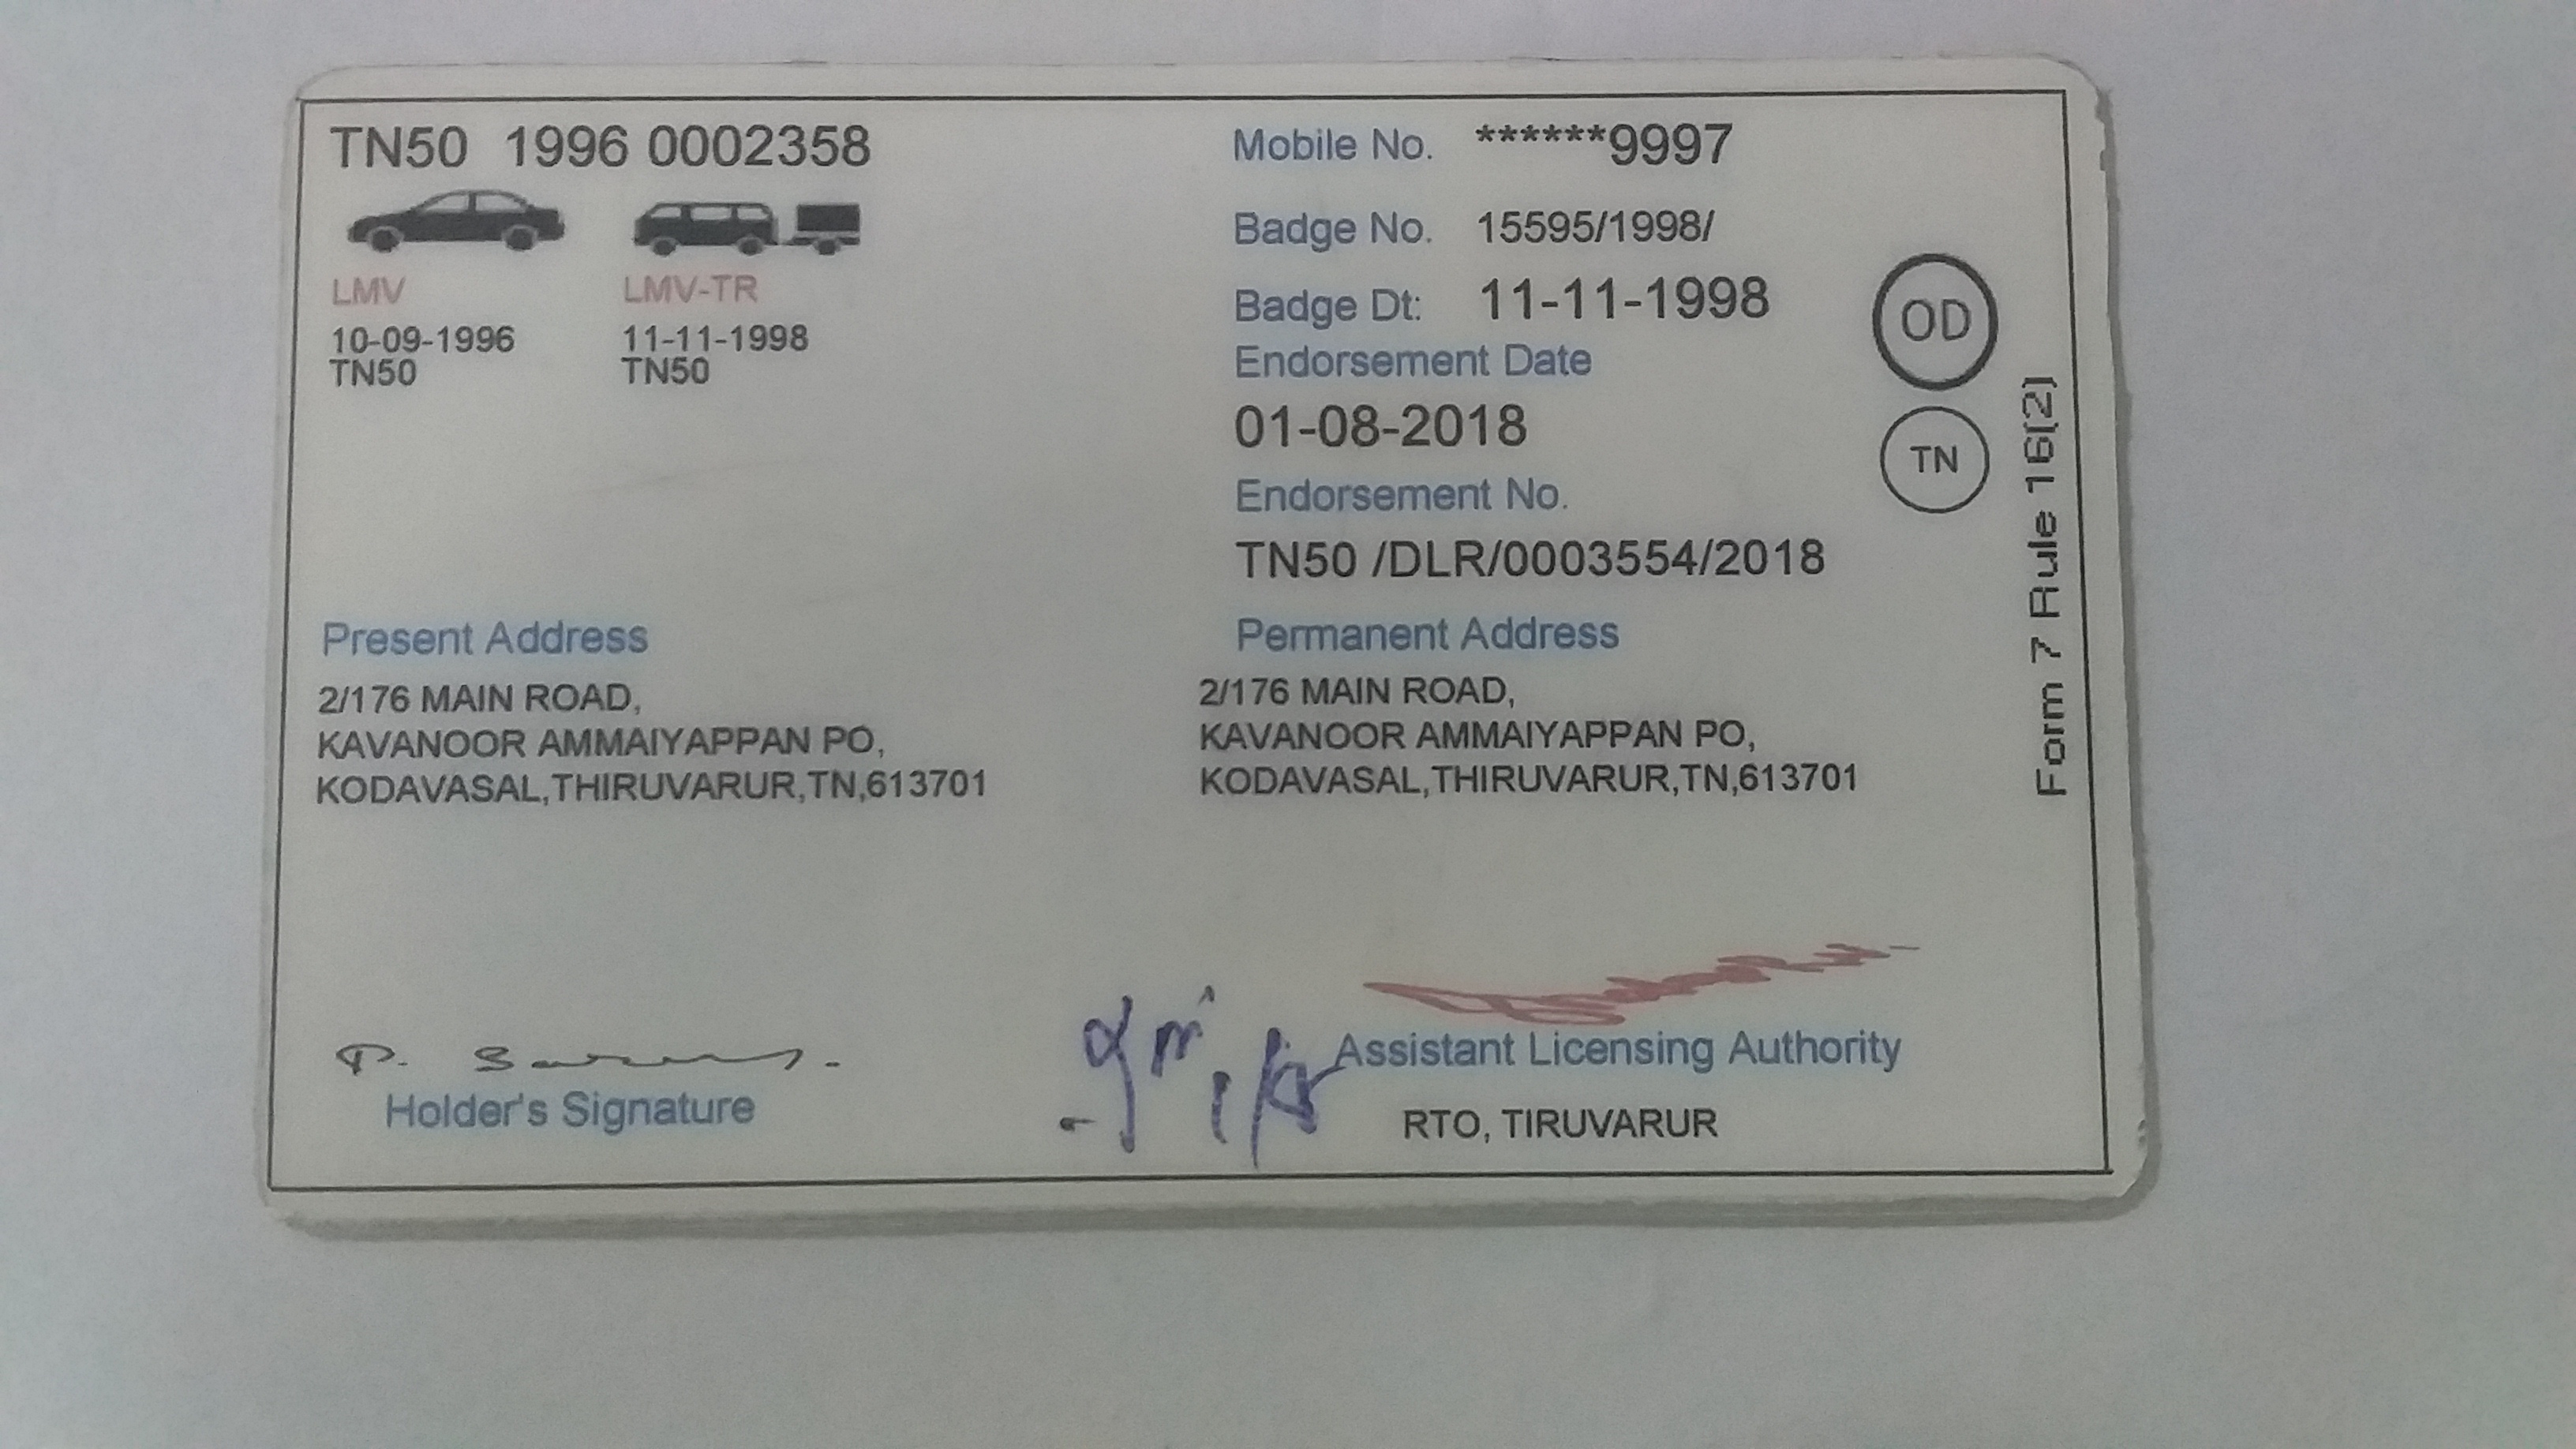 TN50 1996 0002358
LMV LMV-TR
10-09-1996 11-11-1998
TN50 TN50
Mobile No. ******9997
Badge No. 15595/1998/
Badge Dt: 11-11-1998
Endorsement Date
01-08-2018
Endorsement No.
TN50 /DLR/0003554/2018
OD
TN
Form 7 Rule 16(2)
Present Address
2/176 MAIN ROAD,
KAVANOOR AMMAIYAPPAN PO,
KODAVASAL,THIRUVARUR,TN,613701
Permanent Address
2/176 MAIN ROAD,
KAVANOOR AMMAIYAPPAN PO,
KODAVASAL,THIRUVARUR,TN,613701
Holder's Signature
Assistant Licensing Authority
RTO, TIRUVARUR